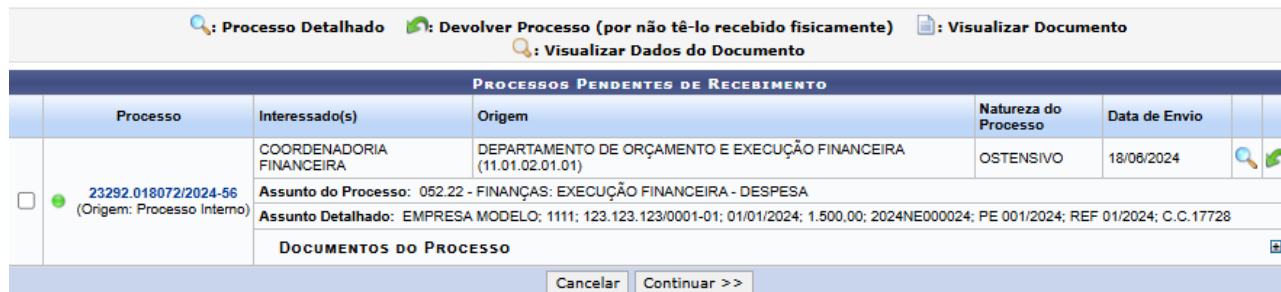 : Processo Detalhado : Devolver Processo (por não tê-lo recebido fisicamente) : Visualizar Documento
: Visualizar Dados do Documento
PROCESSOS PENDENTES DE RECEBIMENTO
Processo Interessado(s) Origem Natureza do Processo Data de Envio
23292.018072/2024-56
(Origem: Processo Interno)
COORDENADORIA FINANCEIRA
DEPARTAMENTO DE ORÇAMENTO E EXECUÇÃO FINANCEIRA
(11.01.02.01.01)
OSTENSIVO
18/06/2024
Assunto do Processo: 052.22 - FINANÇAS: EXECUÇÃO FINANCEIRA - DESPESA
Assunto Detalhado: EMPRESA MODELO; 1111; 123.123.123/0001-01; 01/01/2024; 1.500,00; 2024NE000024; PE 001/2024; REF 01/2024; C.C.17728
DOCUMENTOS DO PROCESSO
Cancelar Continuar >>